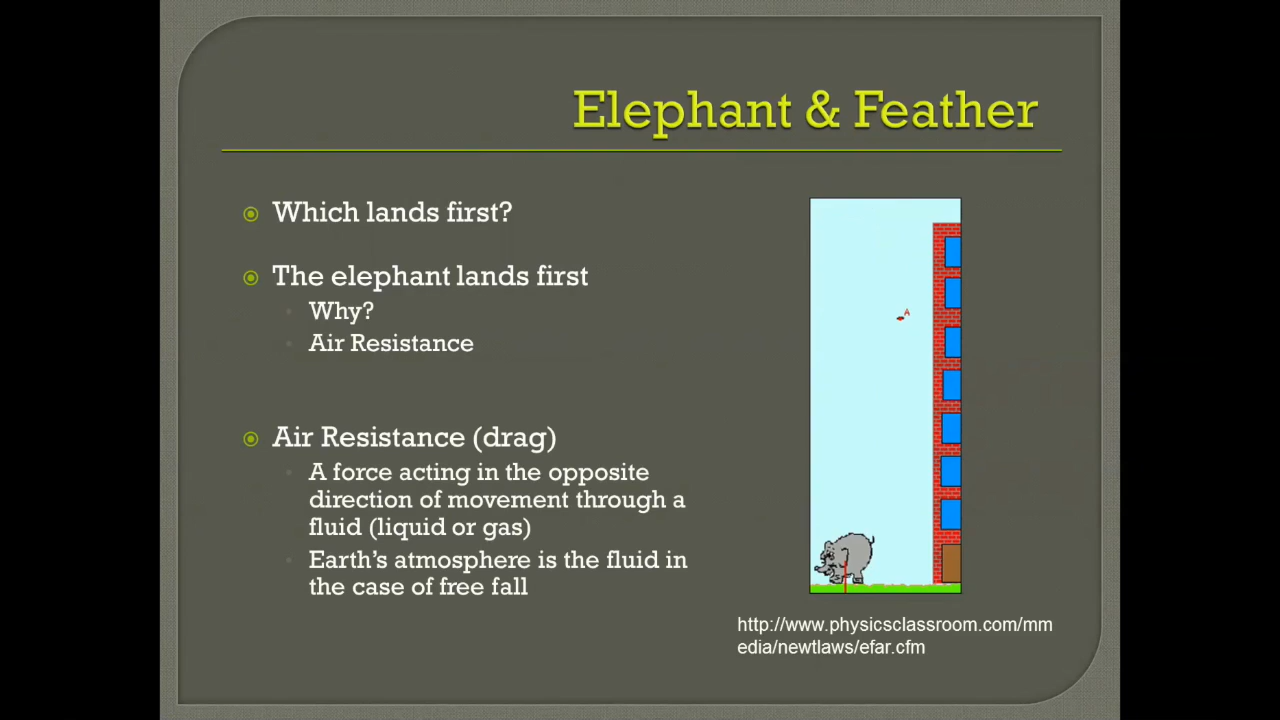 Elephant & Feather
Which lands first?
The elephant lands first
Why?
Air Resistance
Air Resistance (drag)
A force acting in the opposite
direction of movement through a
fluid (liquid or gas)
Earth's atmosphere is the fluid in
the case of free fall
A
http://www.physicsclassroom.com/mm
edia/newtlaws/efar.cfm